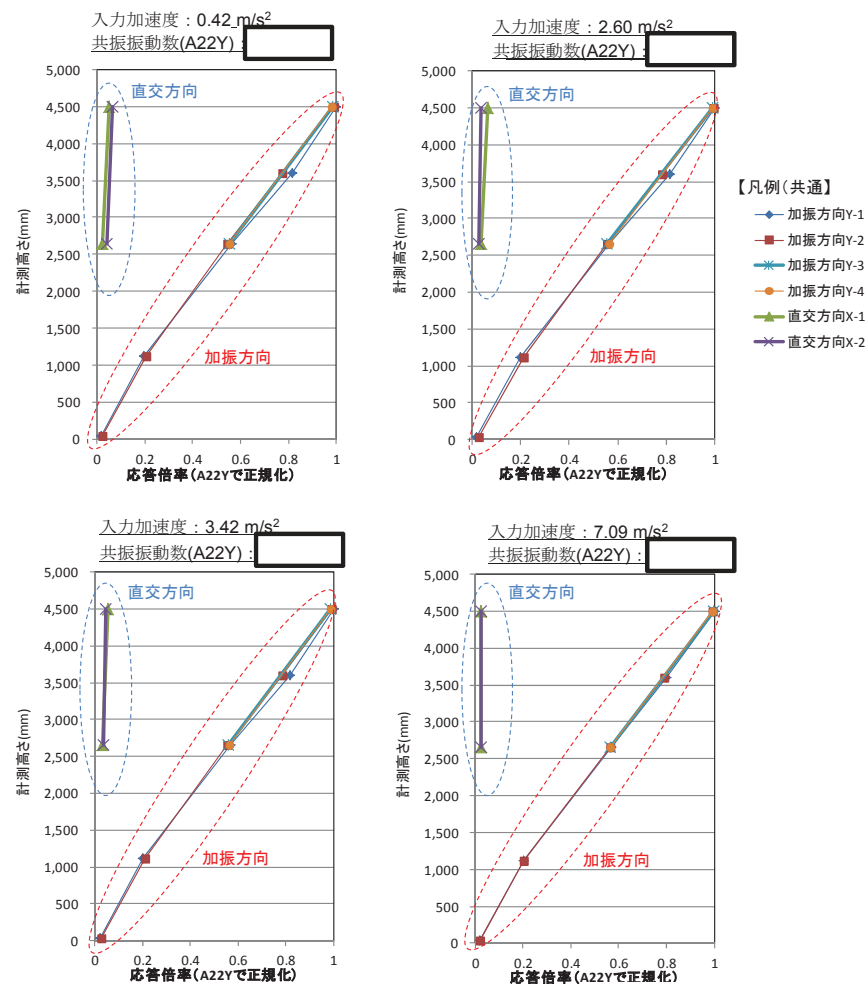 入力加速度：0.42 m/s²
共振振動数(A22Y)：
5,000
4,500
4,000
3,500
3,000
2,500
2,000
1,500
1,000
500
0
計測高さ(mm)
直交方向
加振方向
0 0.2 0.4 0.6 0.8 1
応答倍率(A22Yで正規化)
入力加速度：2.60 m/s²
共振振動数(A22Y)：
5,000
4,500
4,000
3,500
3,000
2,500
2,000
1,500
1,000
500
0
計測高さ(mm)
直交方向
加振方向
0 0.2 0.4 0.6 0.8 1
応答倍率(A22Yで正規化)
【凡例(共通】
加振方向Y-1
加振方向Y-2
加振方向Y-3
加振方向Y-4
直交方向X-1
直交方向X-2
入力加速度：3.42 m/s²
共振振動数(A22Y)：
5,000
4,500
4,000
3,500
3,000
2,500
2,000
1,500
1,000
500
0
計測高さ(mm)
直交方向
加振方向
0 0.2 0.4 0.6 0.8 1
応答倍率(A22Yで正規化)
入力加速度：7.09 m/s²
共振振動数(A22Y)：
5,000
4,500
4,000
3,500
3,000
2,500
2,000
1,500
1,000
500
0
計測高さ(mm)
直交方向
加振方向
0 0.2 0.4 0.6 0.8 1
応答倍率(A22Yで正規化)